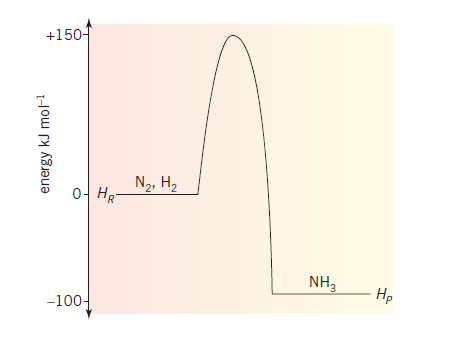 +150
energy kJ mol⁻¹
N₂, H₂
0
H_R
NH₃
H_P
−100